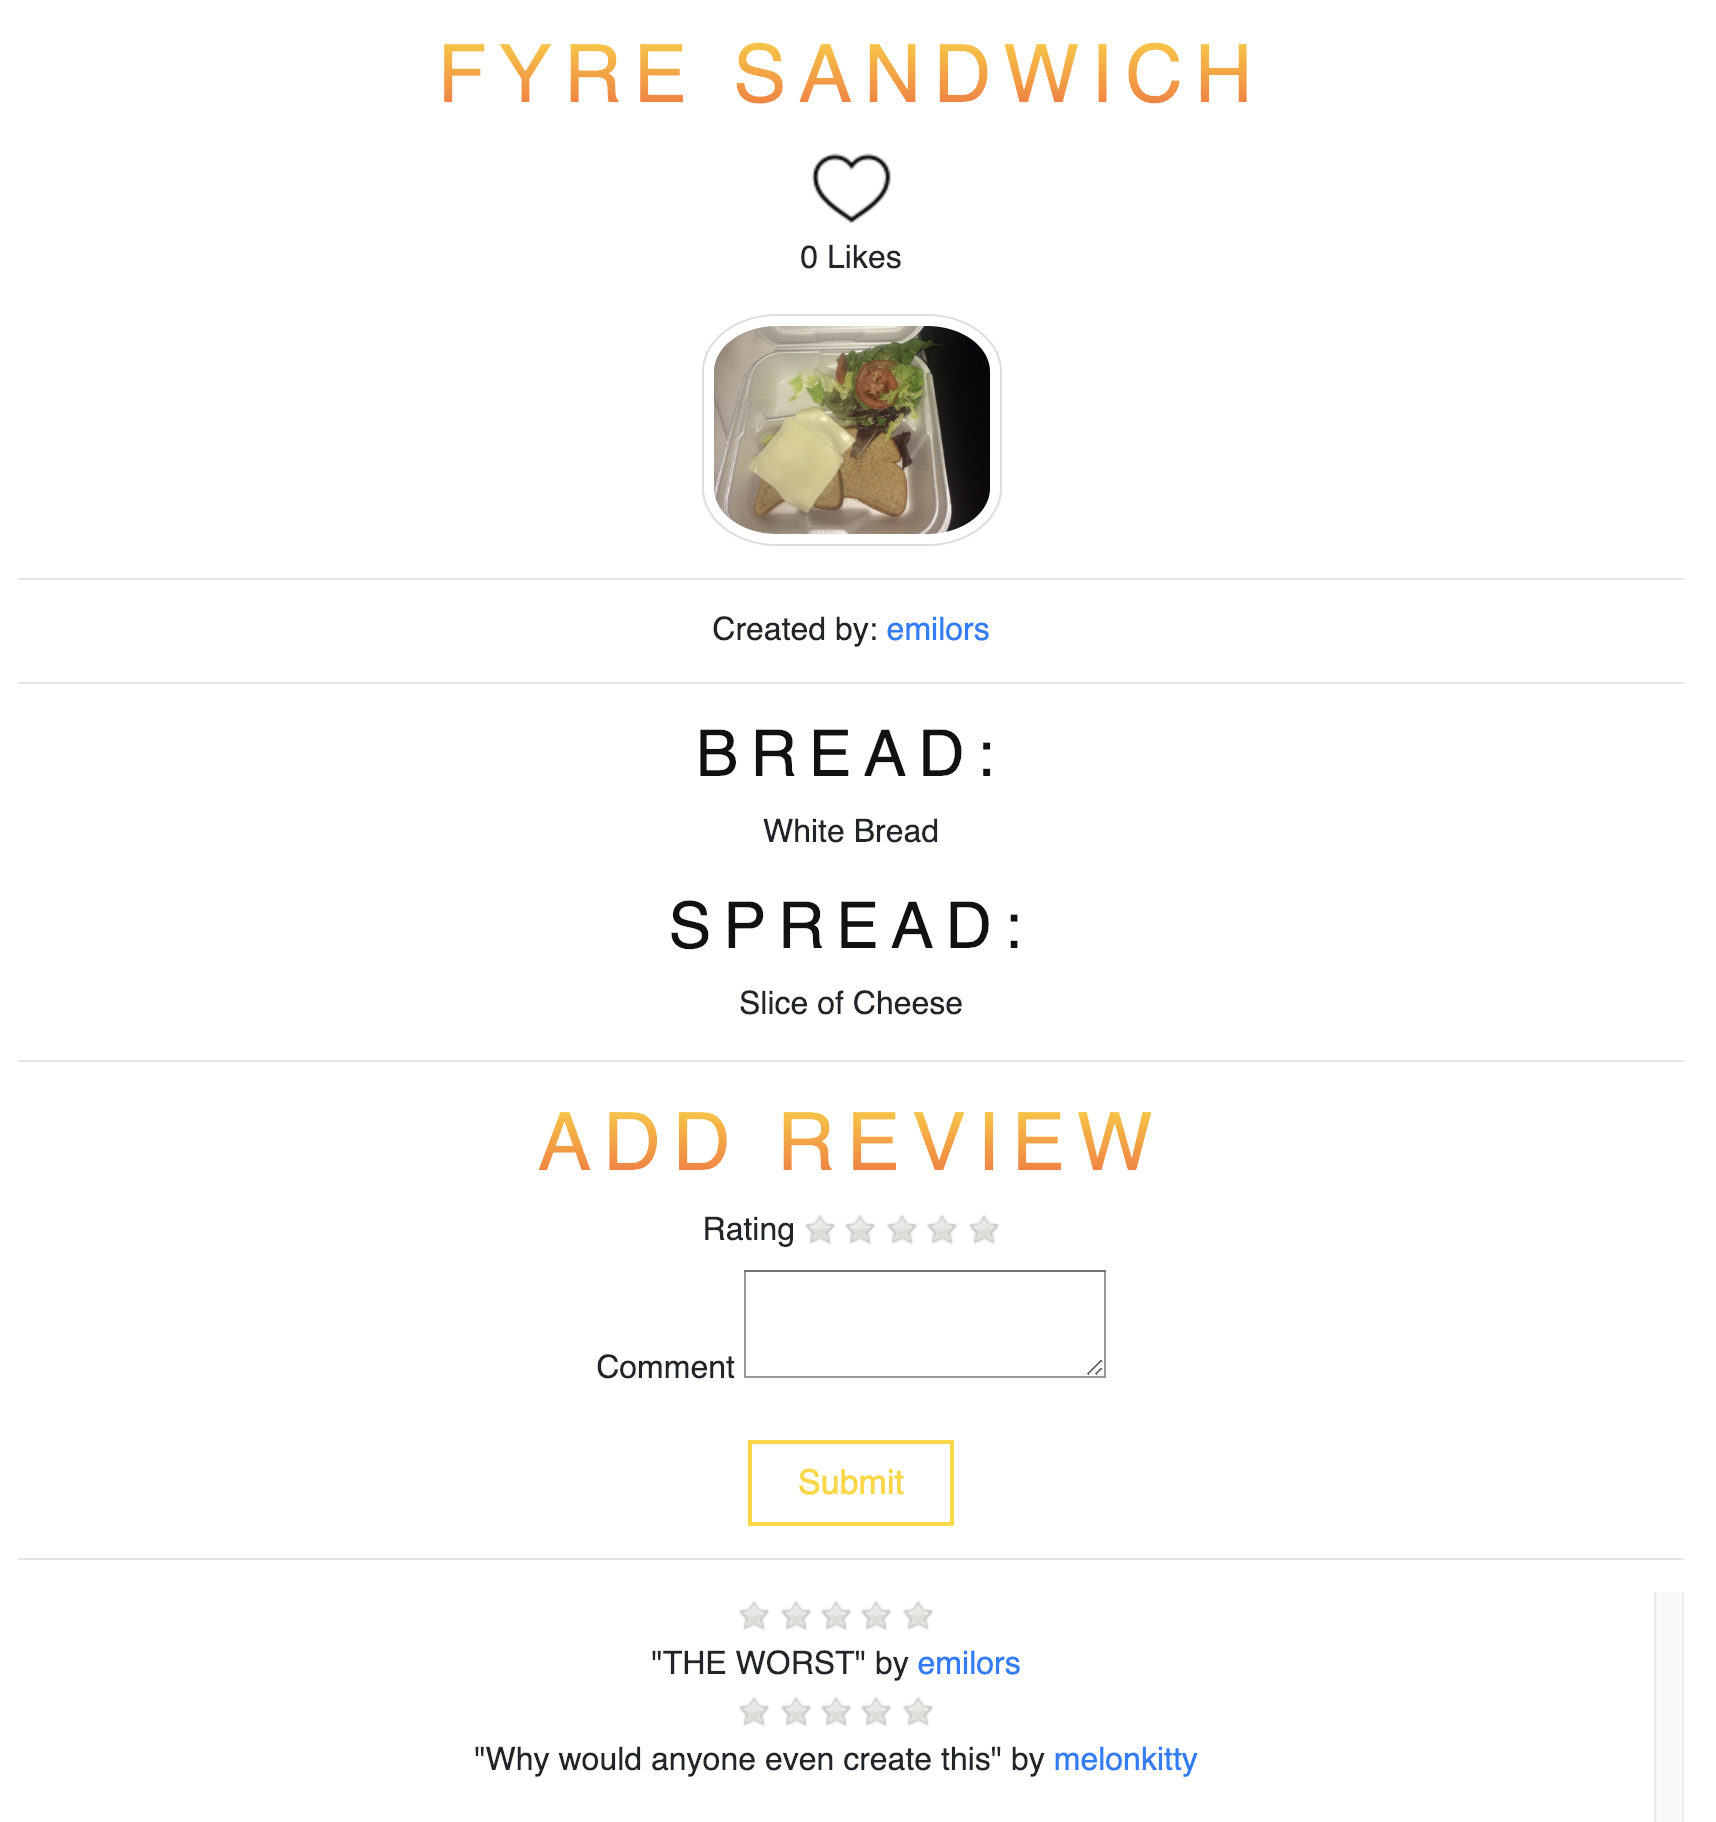 FYRE SANDWICH
0 Likes
Created by: emilors
BREAD:
White Bread
SPREAD:
Slice of Cheese
ADD REVIEW
Rating
Comment
Submit
"THE WORST" by emilors
"Why would anyone even create this" by melonkitty